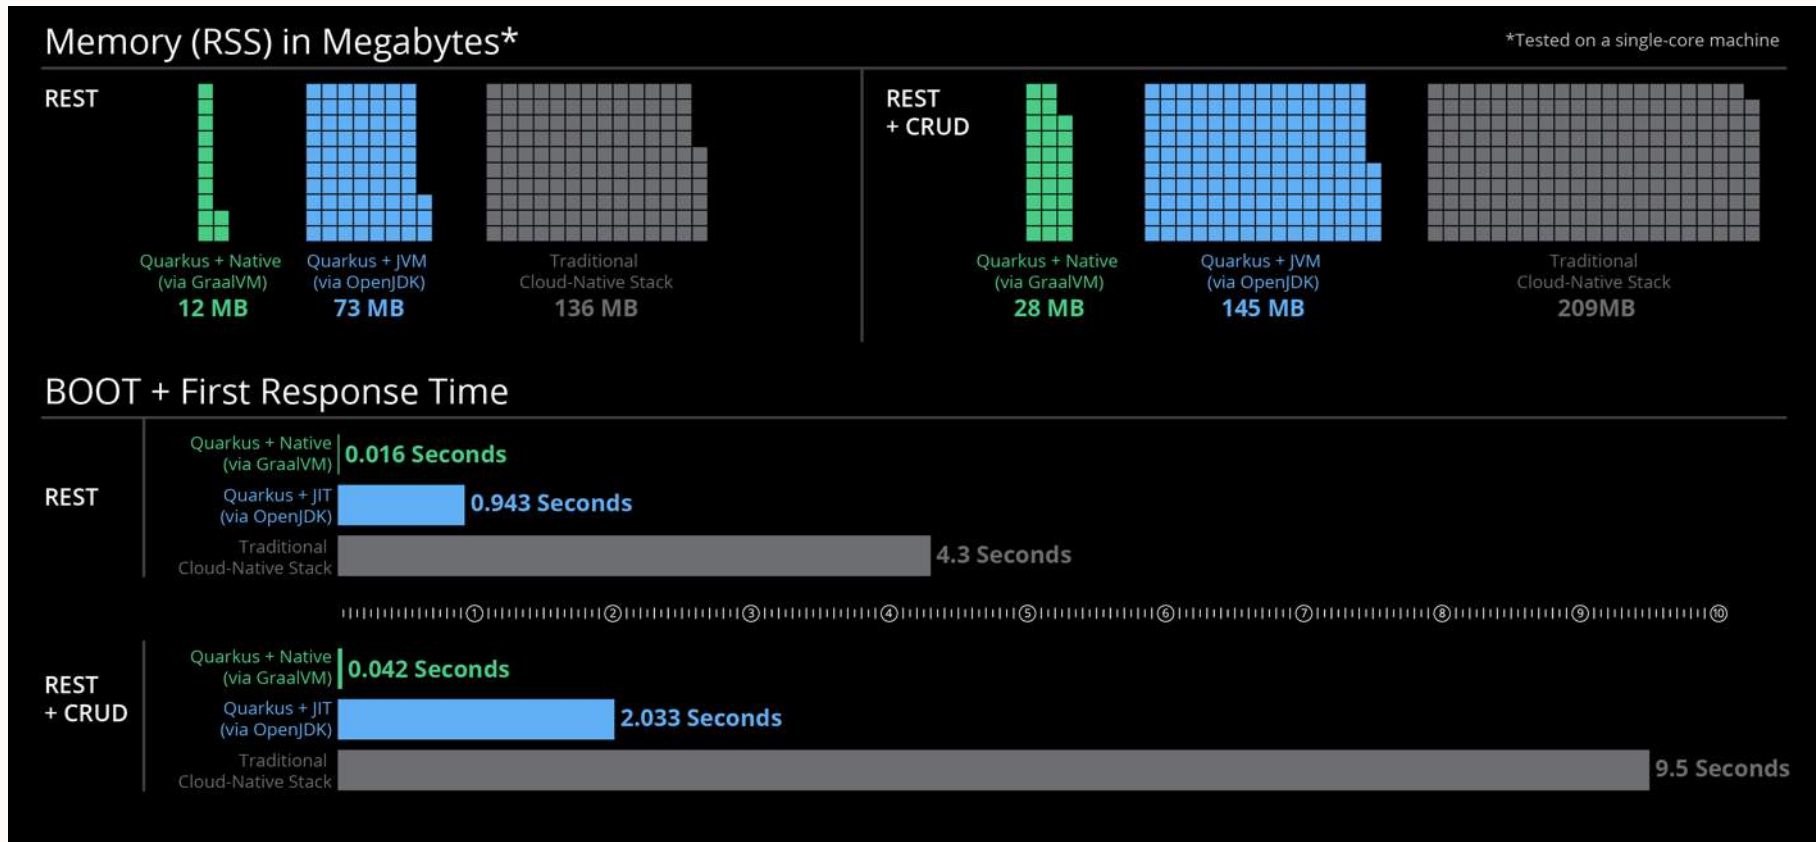 Memory (RSS) in Megabytes*
*Tested on a single-core machine
REST
Quarkus + Native
(via GraalVM)
12 MB
Quarkus + JVM
(via OpenJDK)
73 MB
Traditional
Cloud-Native Stack
136 MB
REST
+ CRUD
Quarkus + Native
(via GraalVM)
28 MB
Quarkus + JVM
(via OpenJDK)
145 MB
Traditional
Cloud-Native Stack
209MB
BOOT + First Response Time
REST
Quarkus + Native
(via GraalVM)
0.016 Seconds
Quarkus + JIT
(via OpenJDK)
0.943 Seconds
Traditional
Cloud-Native Stack
4.3 Seconds
1 2 3 4 5 6 7 8 9 10
REST
+ CRUD
Quarkus + Native
(via GraalVM)
0.042 Seconds
Quarkus + JIT
(via OpenJDK)
2.033 Seconds
Traditional
Cloud-Native Stack
9.5 Seconds